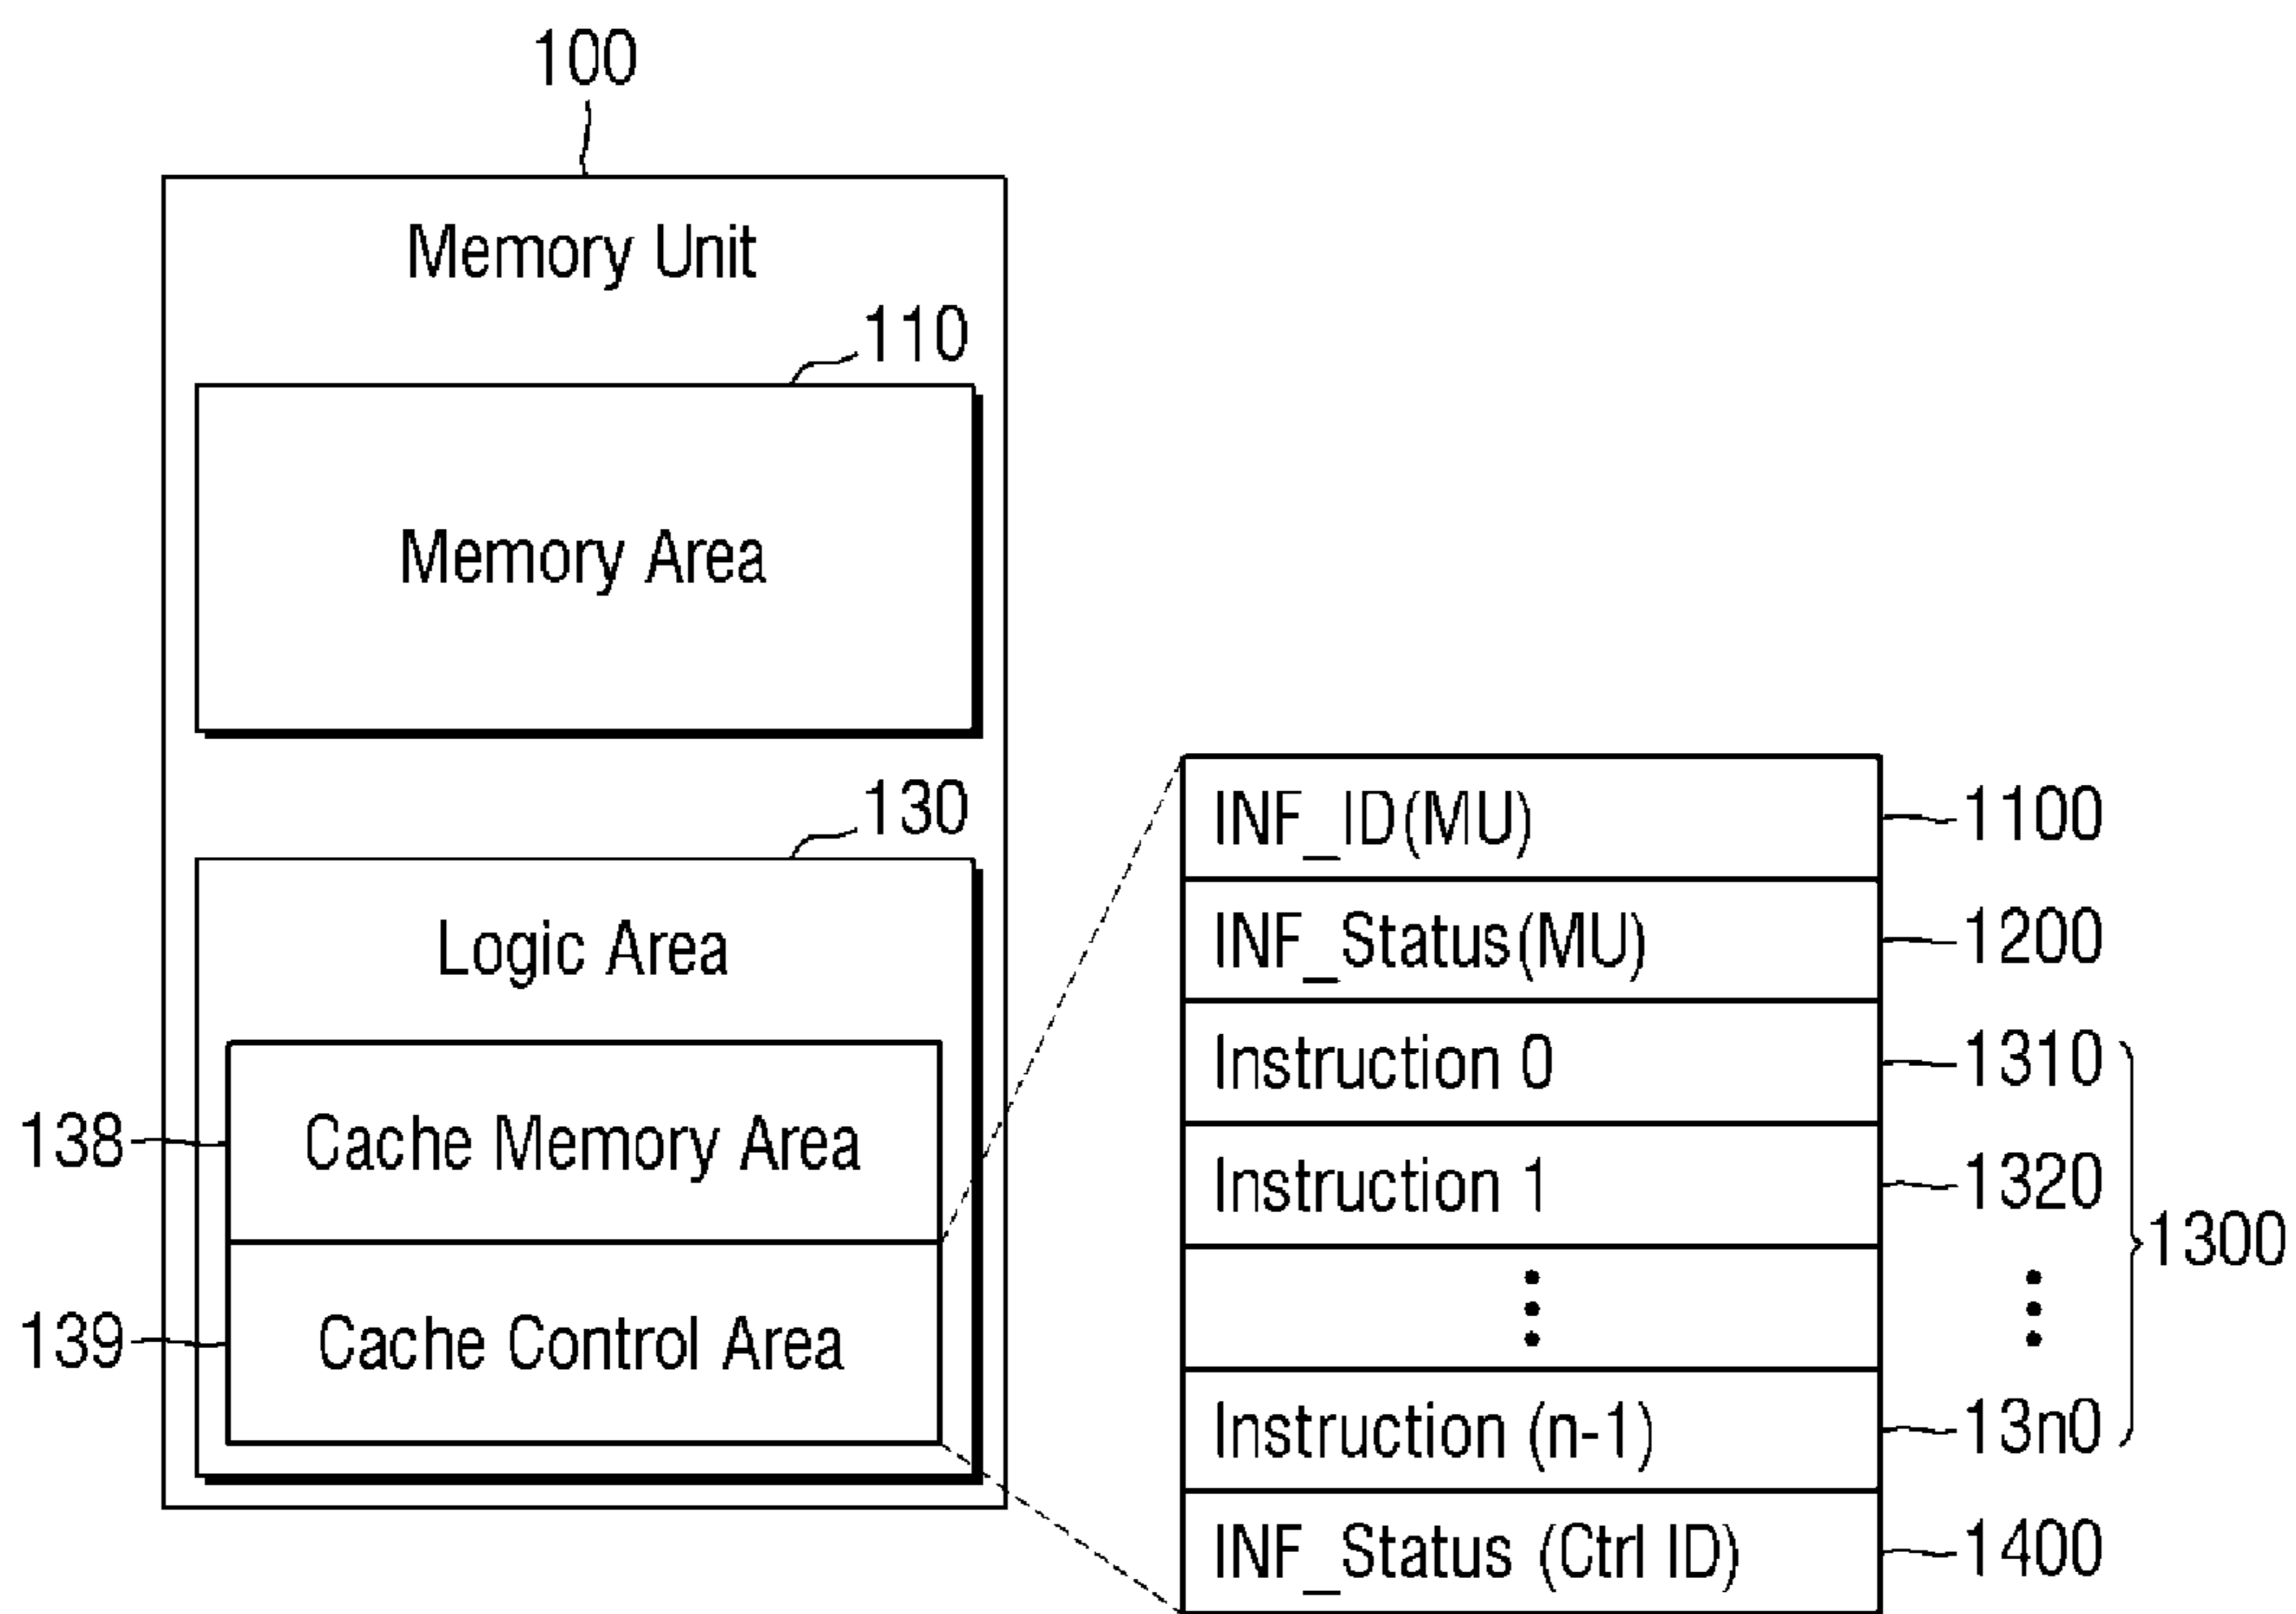 100
Memory Unit
110
Memory Area
130
Logic Area
138
Cache Memory Area
139
Cache Control Area
INF_ID(MU)
1100
INF_Status(MU)
1200
Instruction 0
1310
Instruction 1
1320
1300
Instruction (n-1)
13n0
INF_Status (Ctrl ID)
1400